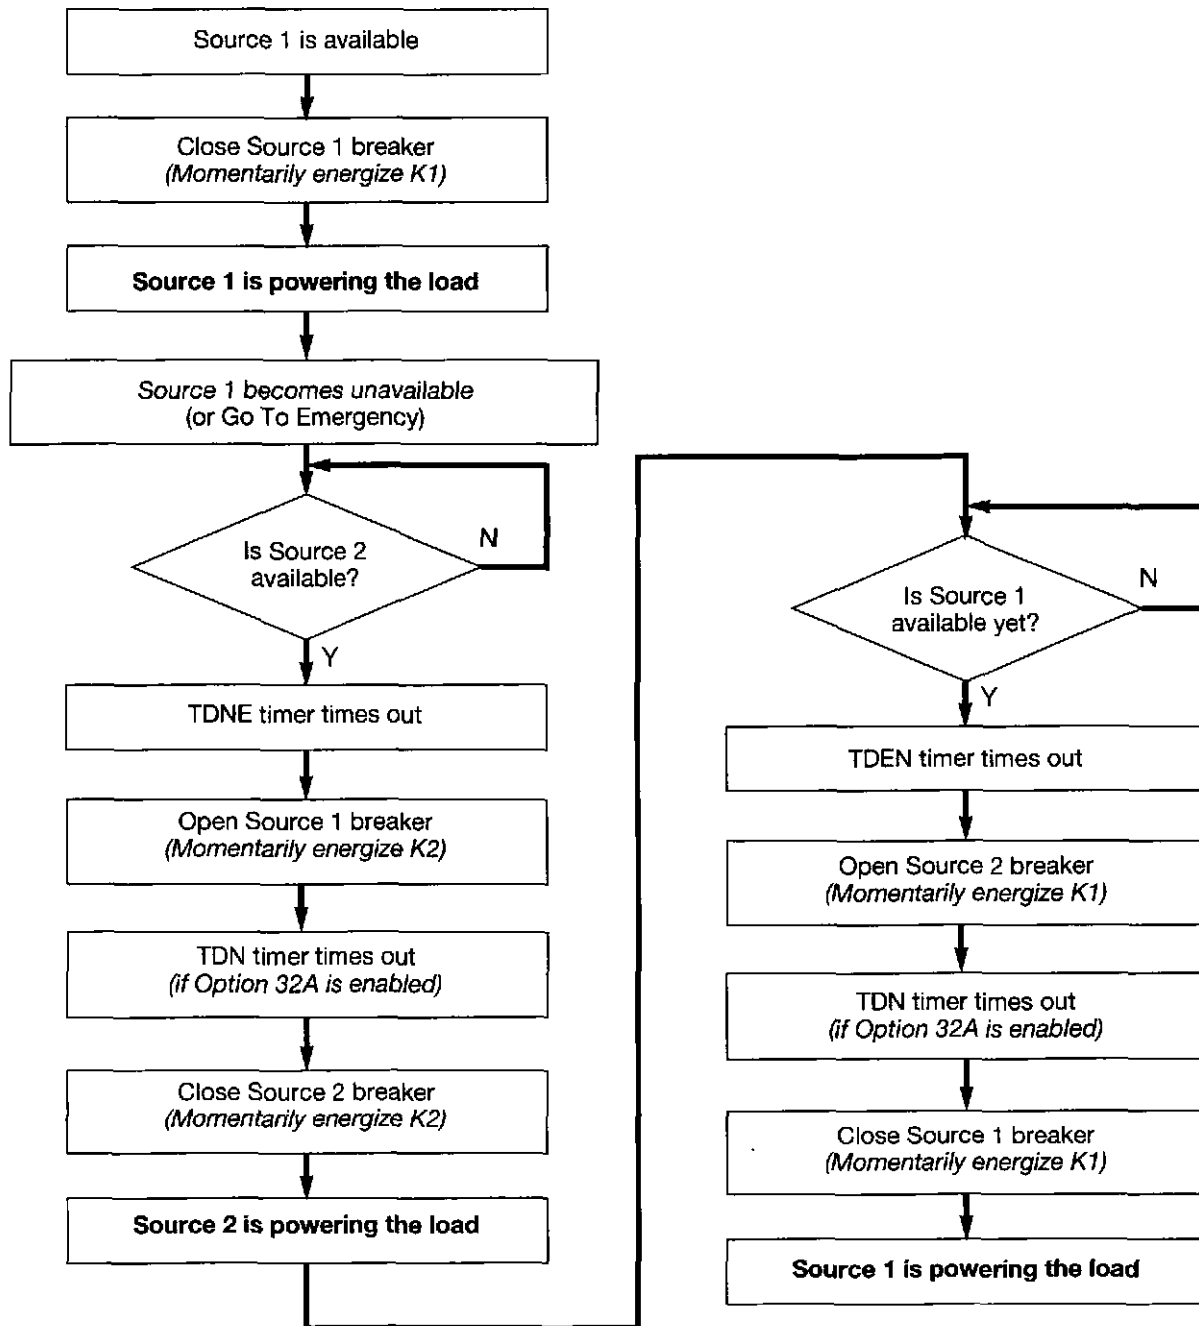 Source 1 is available
Close Source 1 breaker
(Momentarily energize K1)
Source 1 is powering the load
Source 1 becomes unavailable
(or Go To Emergency)
Is Source 2
available?
N
Y
TDNE timer times out
Open Source 1 breaker
(Momentarily energize K2)
TDN timer times out
(if Option 32A is enabled)
Close Source 2 breaker
(Momentarily energize K2)
Source 2 is powering the load
Is Source 1
available yet?
N
Y
TDEN timer times out
Open Source 2 breaker
(Momentarily energize K1)
TDN timer times out
(if Option 32A is enabled)
Close Source 1 breaker
(Momentarily energize K1)
Source 1 is powering the load